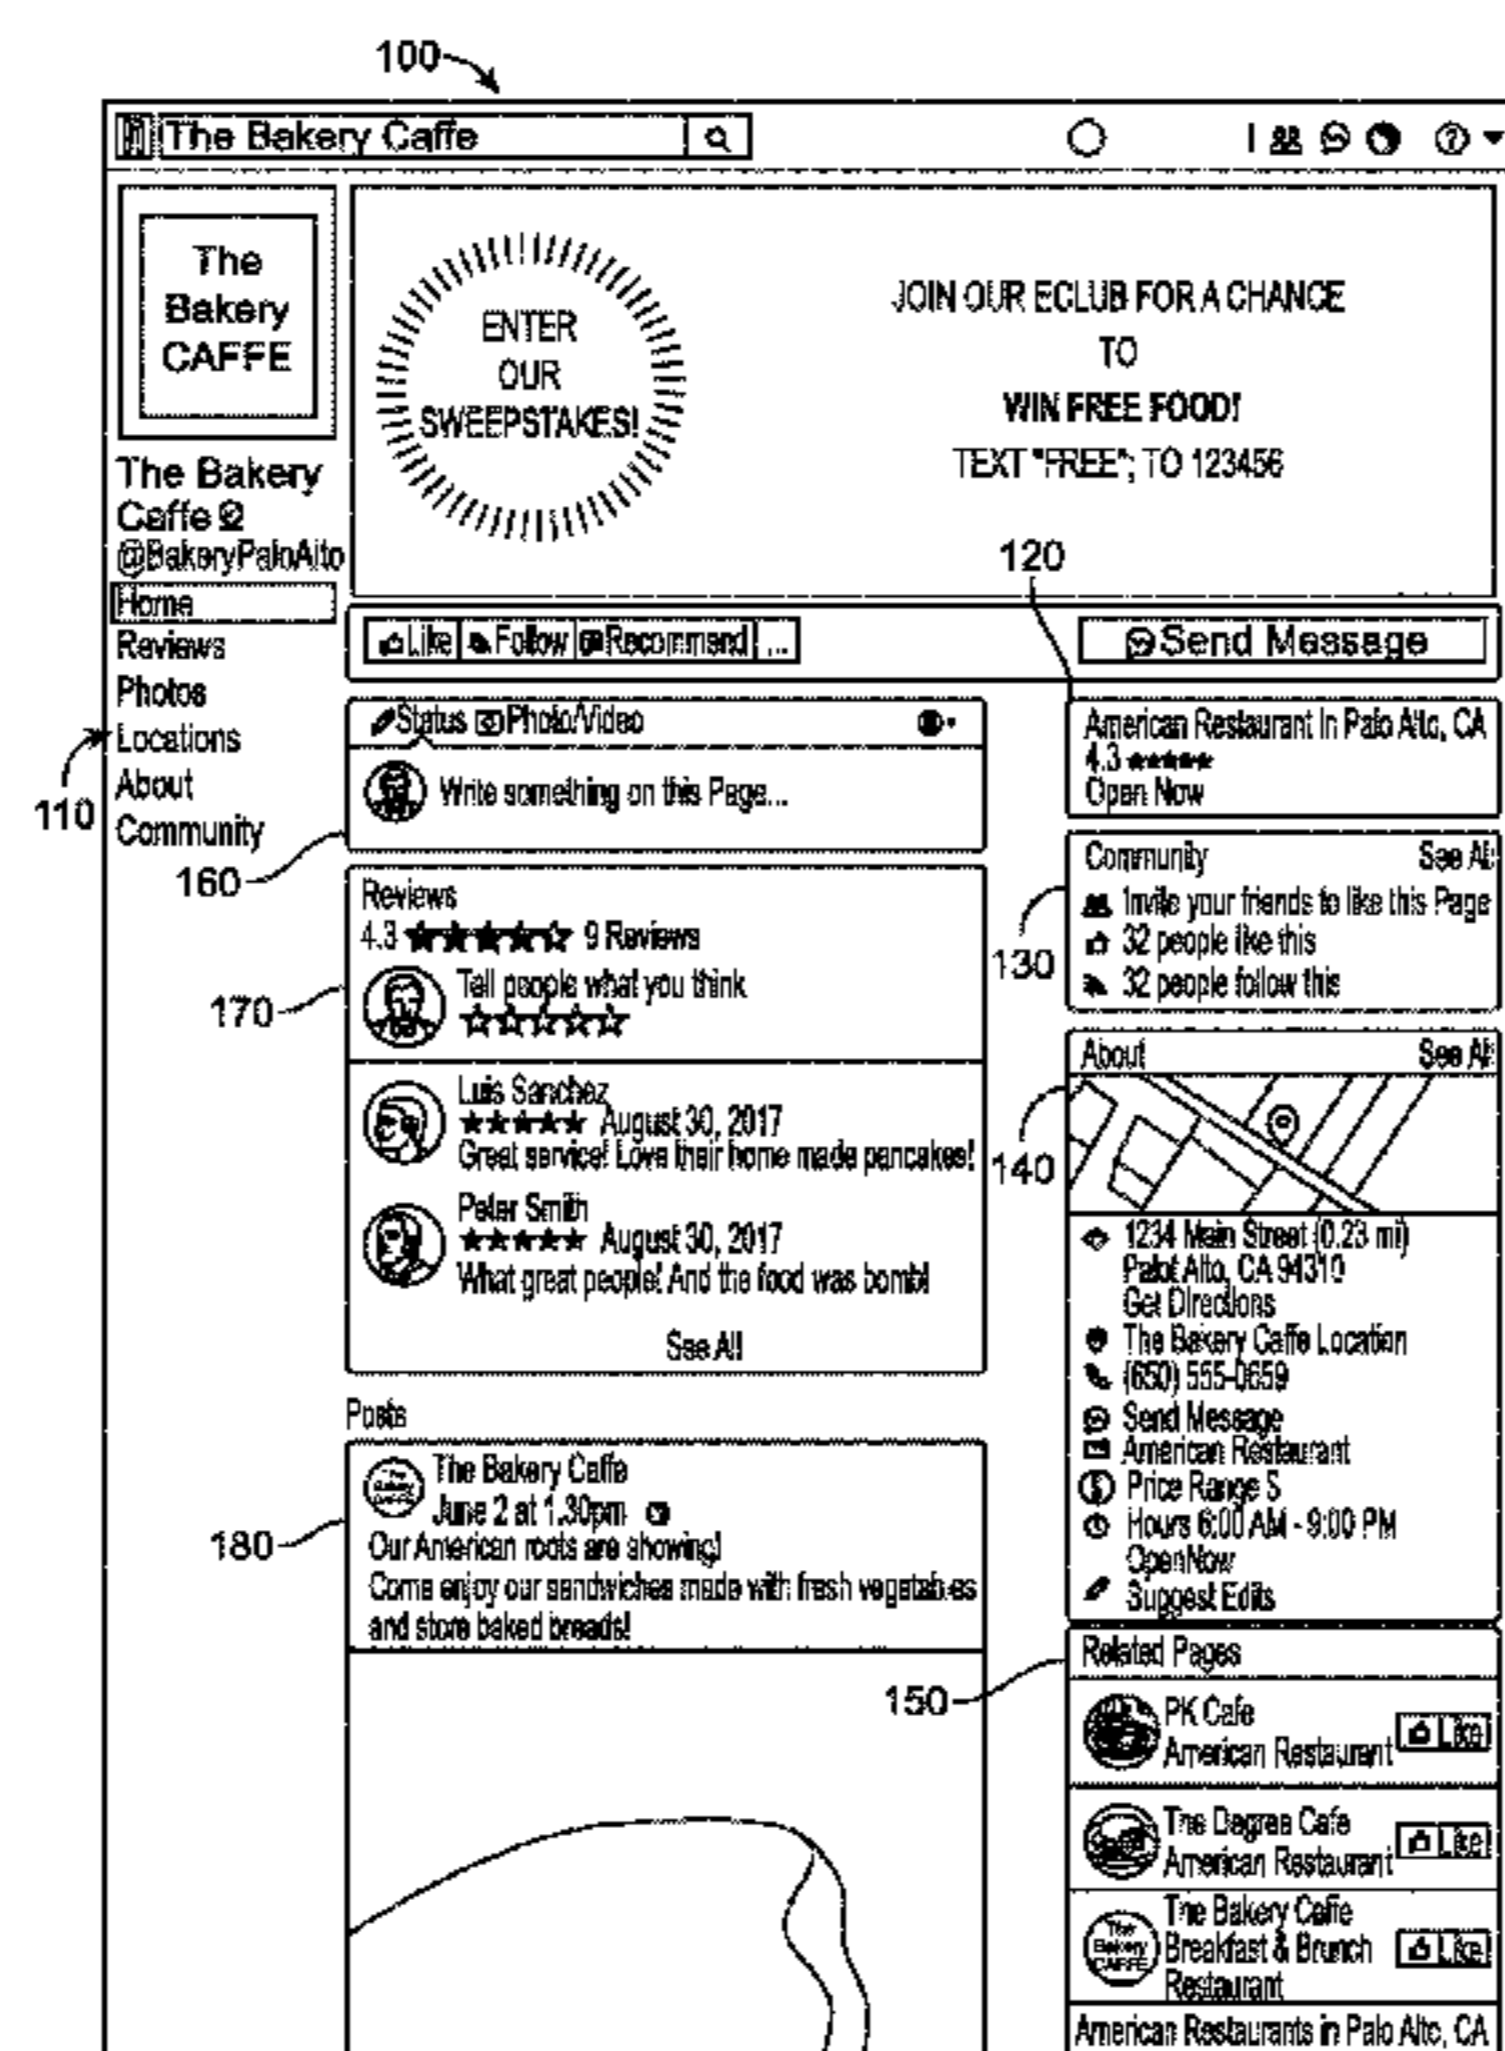 100
The Bakery Caffe
The
Bakery
CAFFE
ENTER
OUR
SWEEPSTAKES!
JOIN OUR ECLUB FOR A CHANCE
TO
WIN FREE FOOD!
TEXT "FREE"; TO 123456
The Bakery
Caffe
@BakeryPaloAlto
Home
Reviews
Photos
Locations
About
Community
110
120
Like
Follow
Recommend
...
Send Message
Status
Photo/Video
Write something on this Page...
160
Reviews
4.3
9 Reviews
Tell people what you think
170
Luis Sanchez
August 30, 2017
Great service! Love their home made pancakes!
Peter Smith
August 30, 2017
What great people! And the food was bomb!
See All
Posts
The Bakery Caffe
June 2 at 1.30pm
180
Our American roots are showing!
Come enjoy our sandwiches made with fresh vegetables
and store baked breads!
American Restaurant In Palo Alto, CA
4.3
Open Now
Community
See All
Invite your friends to like this Page
32 people like this
32 people follow this
130
About
See All
140
1234 Main Street (0.23 mi)
Palot Alto, CA 94310
Get Directions
The Bakery Caffe Location
(650) 555-0659
Send Message
American Restaurant
Price Range $
Hours 6:00 AM - 9:00 PM
OpenNow
Suggest Edits
150
Related Pages
PK Cafe
American Restaurant
Like
The Degree Cafe
American Restaurant
Like
The
Bakery
CAFFE
The Bakery Caffe
Breakfast & Brunch
Restaurant
Like
American Restaurants in Palo Alto, CA